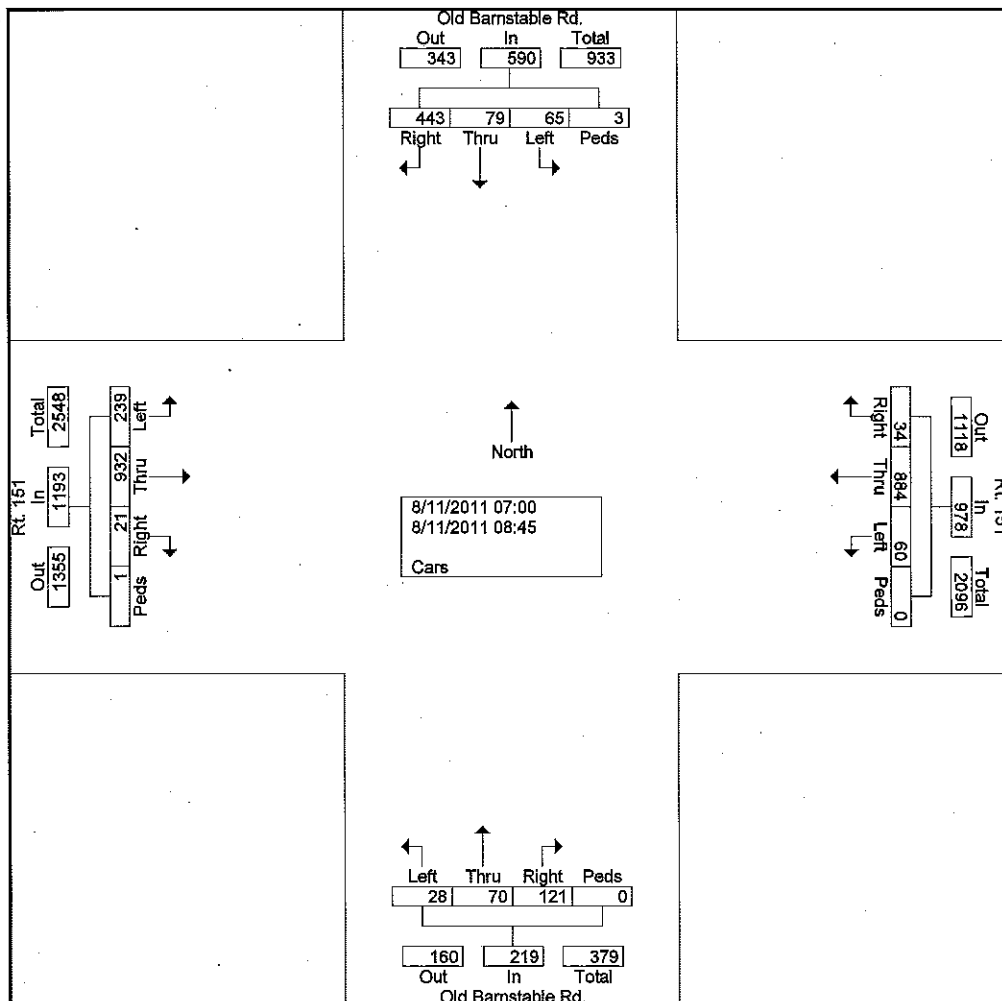 Old Barnstable Rd.
Out In Total
343 590 933
443 79 65 3
Right Thru Left Peds
Rt. 151
Total In Out
2548 1193 1355
239 932 21 1
Left Thru Right Peds
North
8/11/2011 07:00
8/11/2011 08:45
Cars
Right Thru Left Peds
34 884 60 0
1118 978 2096
Out In Total
Rt. 151
Left Thru Right Peds
28 70 121 0
160 219 379
Out In Total
Old Barnstable Rd.